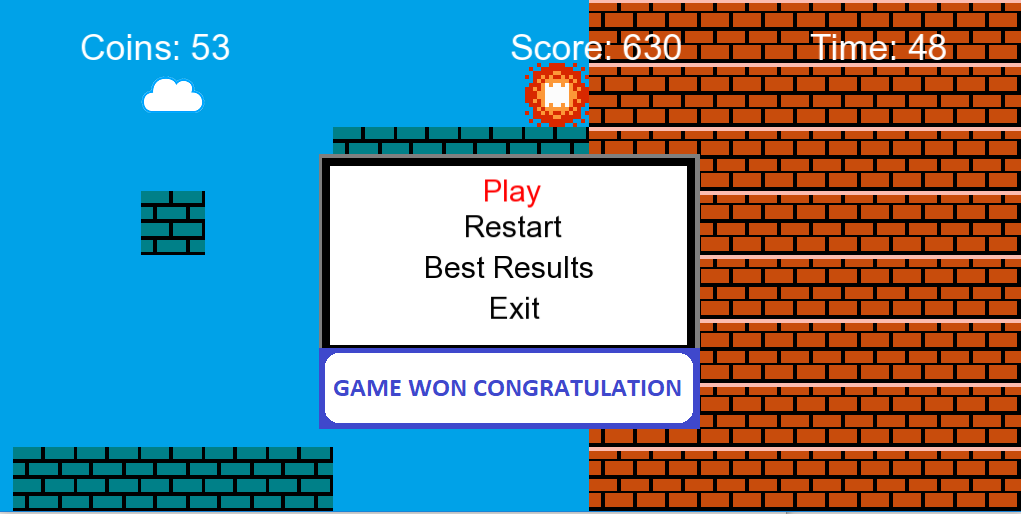 Coins: 53
Score: 630
Time: 48
Play
Restart
Best Results
Exit
GAME WON CONGRATULATION